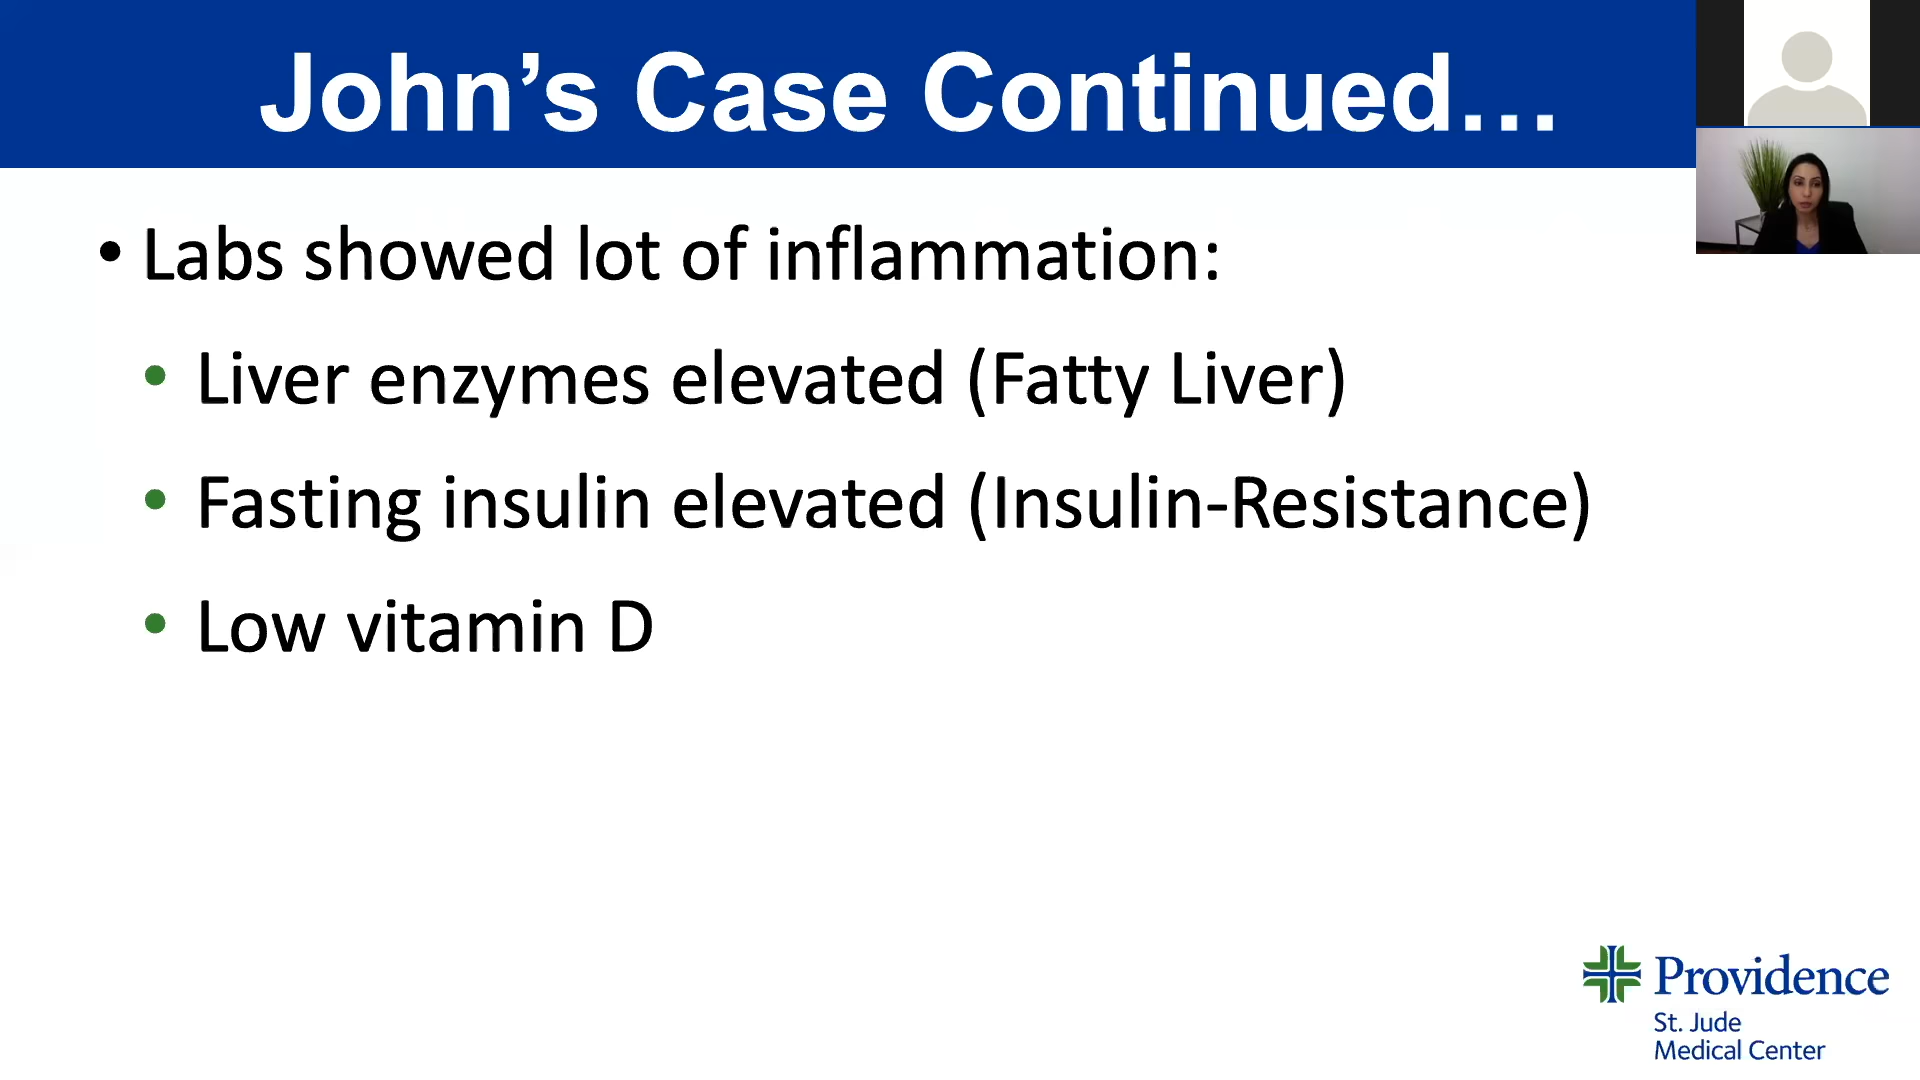 John’s Case Continued…
• Labs showed lot of inflammation:
• Liver enzymes elevated (Fatty Liver)
• Fasting insulin elevated (Insulin-Resistance)
• Low vitamin D
Providence
St. Jude
Medical Center